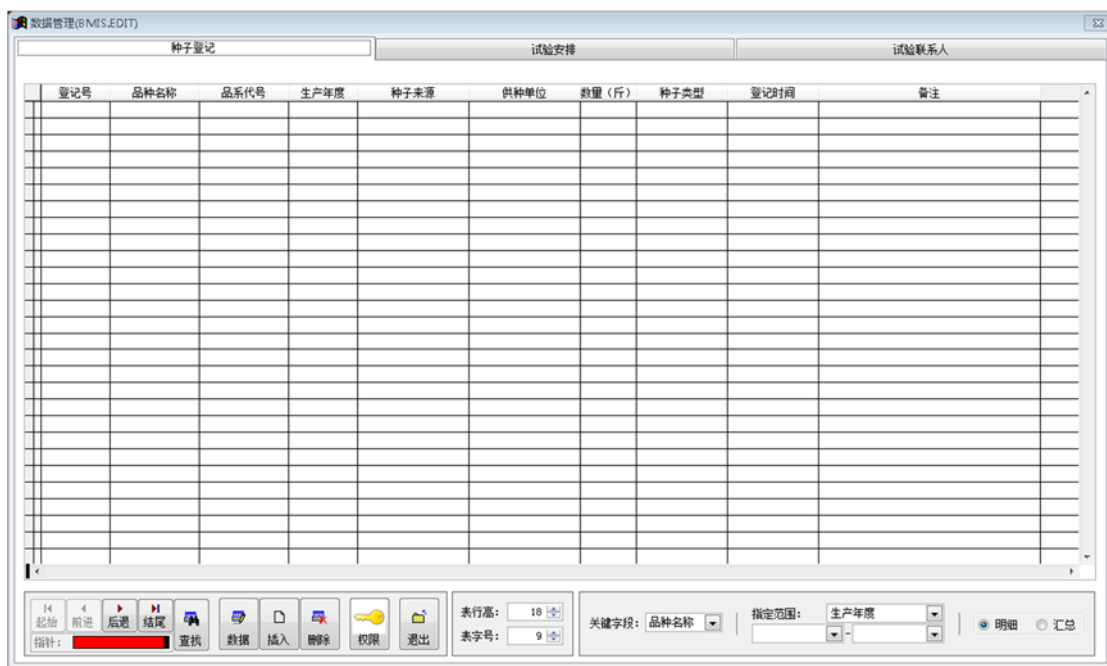 数据管理(BMIS.EDIT)
种子登记 试验安排 试验联系人
登记号 品种名称 品系代号 生产年度 种子来源 供种单位 数量（斤） 种子类型 登记时间 备注
起始 前进 后退 结尾 查找 数据 插入 删除 权限 退出
指针:
表行高: 18
表字号: 9
关键字段: 品种名称
指定范围: 生产年度
-
明细 汇总